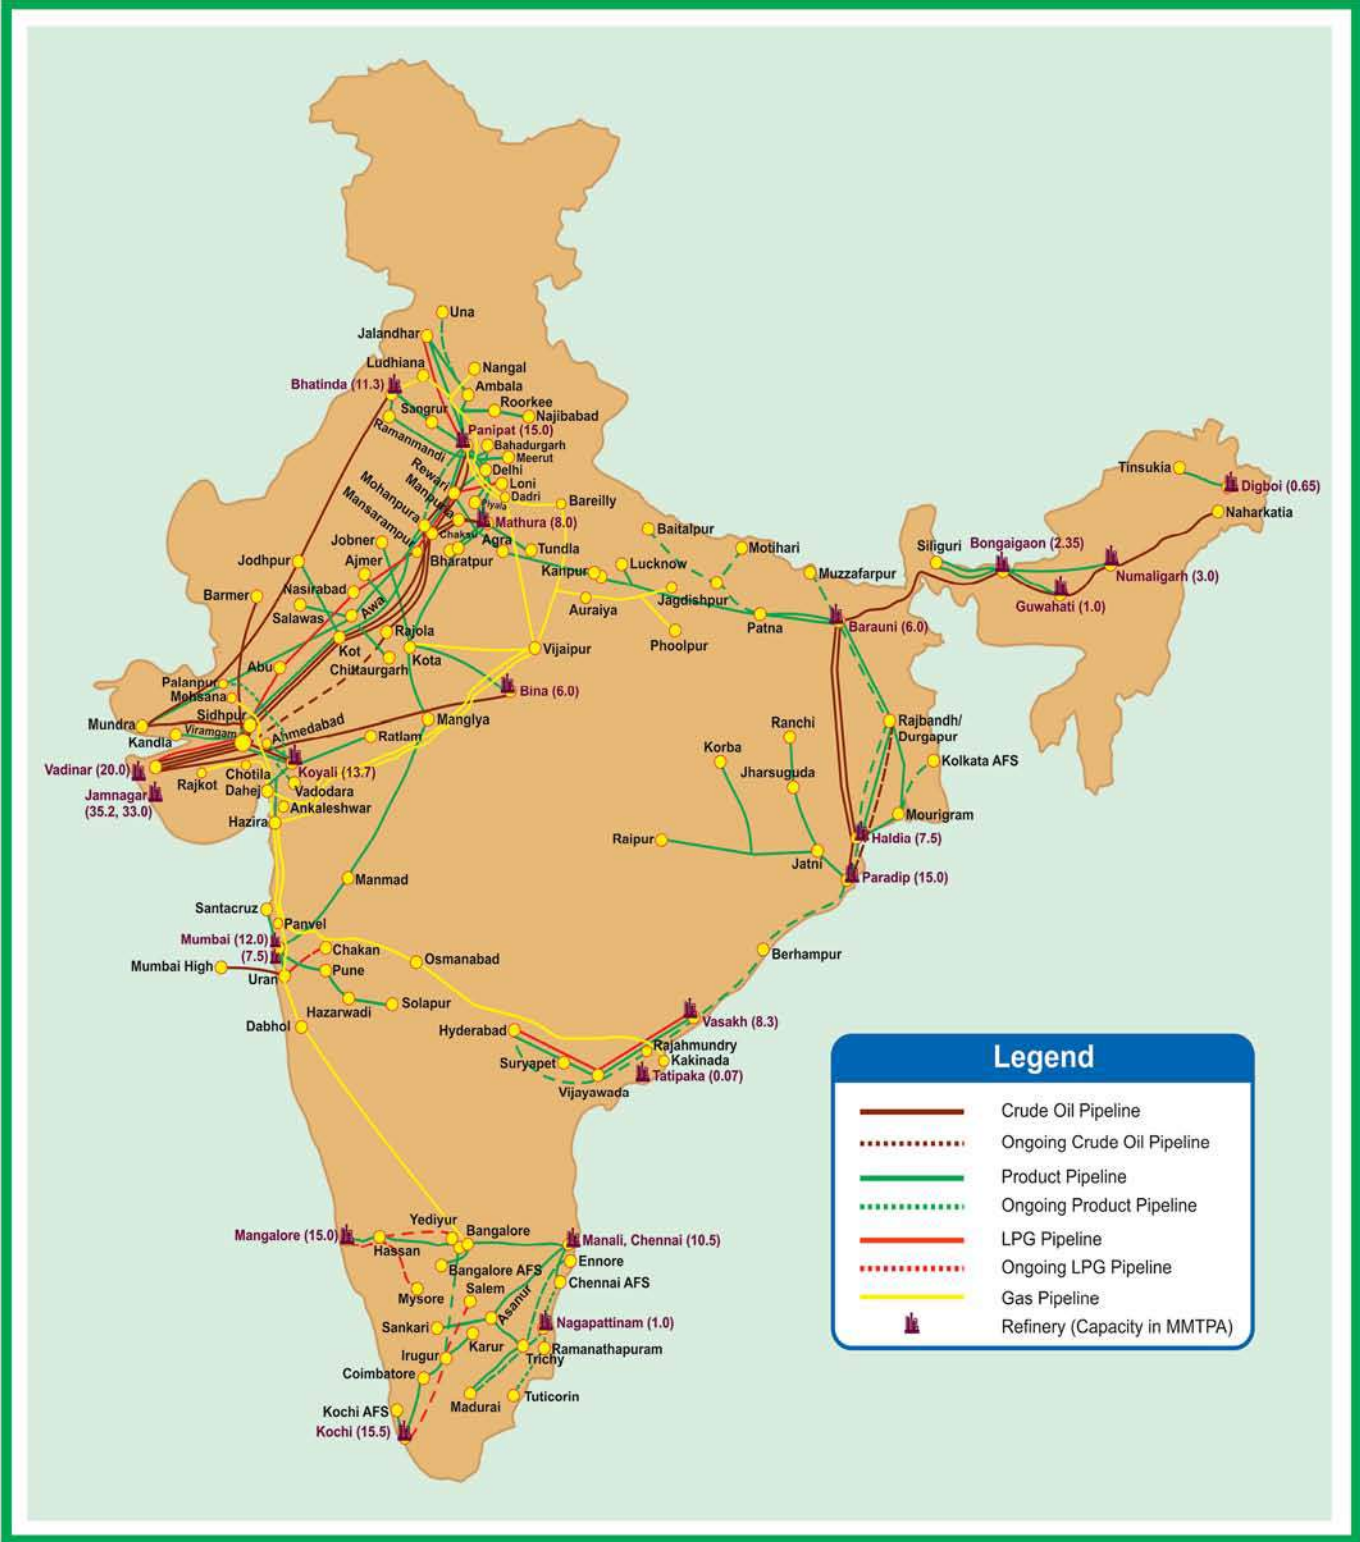 Una
Jalandhar
Ludhiana
Nangal
Bhatinda (11.3)
Ambala
Sangrur
Roorkee
Najibabad
Ramanmandi
Panipat (15.0)
Bahadurgarh
Meerut
Rewari
Delhi
Loni
Manpura
Dadri
Piyala
Bareilly
Mohanpura
Mansarampur
Mathura (8.0)
Chaksu
Agra
Jobner
Bharatpur
Tundla
Baitalpur
Motihari
Jodhpur
Ajmer
Kanpur
Lucknow
Muzzafarpur
Barmer
Nasirabad
Salawas
Awa
Auraiya
Jagdishpur
Patna
Barauni (6.0)
Phoolpur
Siliguri
Bongaigaon (2.35)
Guwahati (1.0)
Numaligarh (3.0)
Tinsukia
Digboi (0.65)
Naharkatia
Rajola
Kot
Kota
Vijaipur
Abu
Chittaurgarh
Palanpur
Mehsana
Bina (6.0)
Sidhpur
Mundra
Viramgam
Ahmedabad
Manglya
Kandla
Ratlam
Vadinar (20.0)
Rajkot
Chotila
Koyali (13.7)
Jamnagar
(35.2, 33.0)
Dahej
Vadodara
Ankaleshwar
Hazira
Ranchi
Korba
Jharsuguda
Rajbandh/
Durgapur
Kolkata AFS
Mourigram
Haldia (7.5)
Raipur
Jatni
Paradip (15.0)
Manmad
Santacruz
Panvel
Mumbai (12.0)
(7.5)
Chakan
Mumbai High
Uran
Pune
Osmanabad
Berhampur
Hazarwadi
Solapur
Dabhol
Hyderabad
Vasakh (8.3)
Suryapet
Rajahmundry
Kakinada
Tatipaka (0.07)
Vijayawada
Mangalore (15.0)
Hassan
Yediyur
Bangalore
Manali, Chennai (10.5)
Ennore
Bangalore AFS
Chennai AFS
Mysore
Salem
Asanur
Sankari
Nagapattinam (1.0)
Karur
Ramanathapuram
Irugur
Trichy
Coimbatore
Madurai
Tuticorin
Kochi AFS
Kochi (15.5)
Legend
Crude Oil Pipeline
Ongoing Crude Oil Pipeline
Product Pipeline
Ongoing Product Pipeline
LPG Pipeline
Ongoing LPG Pipeline
Gas Pipeline
Refinery (Capacity in MMTPA)